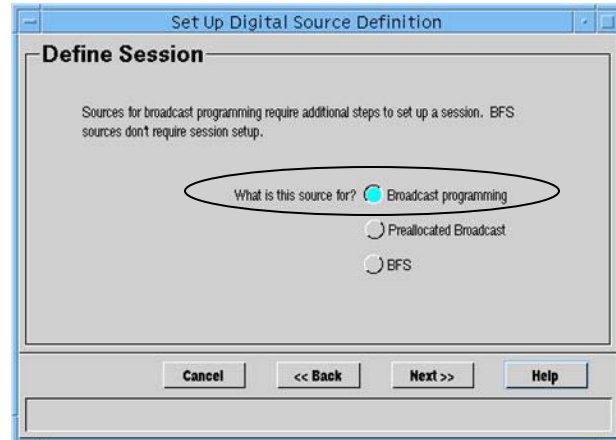 Set Up Digital Source Definition
Define Session
Sources for broadcast programming require additional steps to set up a session. BFS
sources don't require session setup.
What is this source for? Broadcast programming
Preallocated Broadcast
BFS
Cancel << Back Next >> Help